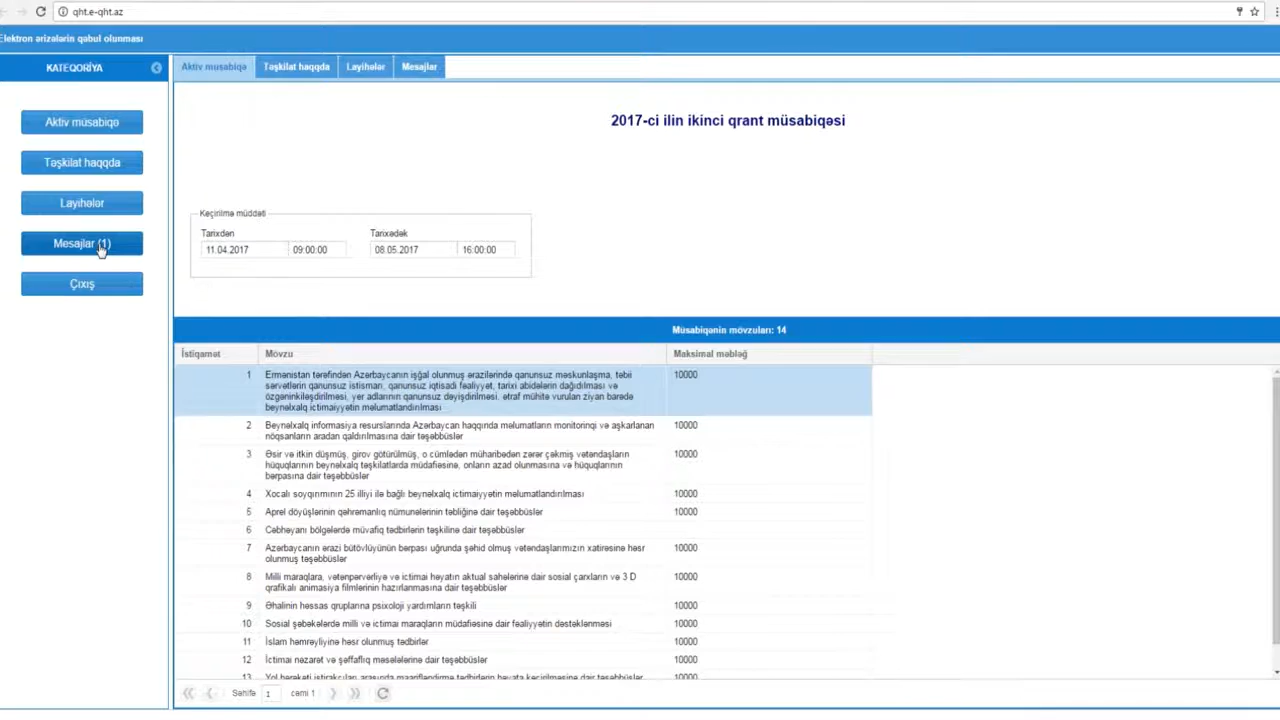 qht.e-qht.az
Elektron ərizələrin qəbul olunması
KATEQORİYA
Aktiv müsabiqə
Təşkilat haqqda
Layihələr
Mesajlar (1)
Çıxış
Aktiv müsabiqə Təşkilat haqqda Layihələr Mesajlar
2017-ci ilin ikinci qrant müsabiqəsi
Keçirilmə müddəti
Tarixdən Tarixədək
11.04.2017 09:00:00 08.05.2017 16:00:00
Müsabiqənin mövzuları: 14
İstiqamət Mövzu Maksimal məbləğ
1 Ermənistan tərəfindən Azərbaycanın işğal olunmuş ərazilərində qanunsuz məskunlaşma, təbii 10000
sərvətlərin qanunsuz istismarı, qanunsuz iqtisadi fəaliyyət, tarixi abidələrin dağıdılması və
özgəninkiləşdirilməsi, yer adlarının qanunsuz dəyişdirilməsi, ətraf mühitə vurulan ziyan barədə
beynəlxalq ictimaiyyətin məlumatlandırılması
2 Beynəlxalq informasiya resurslarında Azərbaycan haqqında məlumatların monitorinqi və aşkarlanan 10000
nöqsanların aradan qaldırılmasına dair təşəbbüslər
3 Əsir və itkin düşmüş, girov götürülmüş, o cümlədən müharibədən zərər çəkmiş vətəndaşların 10000
hüquqlarının beynəlxalq təşkilatlarda müdafiəsinə, onların azad olunmasına və hüquqlarının
bərpasına dair təşəbbüslər
4 Xocalı soyqırımının 25 illiyi ilə bağlı beynəlxalq ictimaiyyətin məlumatlandırılması 10000
5 Aprel döyüşlərinin qəhrəmanlıq nümunələrinin təbliğinə dair təşəbbüslər 10000
6 Cəbhəyanı bölgələrdə müvafiq tədbirlərin təşkilinə dair təşəbbüslər
7 Azərbaycanın ərazi bütövlüyünün bərpası uğrunda şəhid olmuş vətəndaşlarımızın xatirəsinə həsr 10000
olunmuş təşəbbüslər
8 Milli maraqlara, vətənpərvərliyə və ictimai həyatın aktual sahələrinə dair sosial çarxların və 3 D 10000
qrafikalı animasiya filmlərinin hazırlanmasına dair təşəbbüslər
9 Əhalinin həssas qruplarına psixoloji yardımların təşkili 10000
10 Sosial şəbəkələrdə milli və ictimai maraqların müdafiəsinə dair fəaliyyətin dəstəklənməsi 10000
11 İslam həmrəyliyinə həsr olunmuş tədbirlər 10000
12 İctimai nəzarət və şəffaflıq məsələlərinə dair təşəbbüslər 10000
13 Yol hərəkəti iştirakçıları arasında maarifləndirmə tədbirlərin həyata keçirilməsinə dair təşəbbüslər 10000
Səhifə 1 cəmi 1